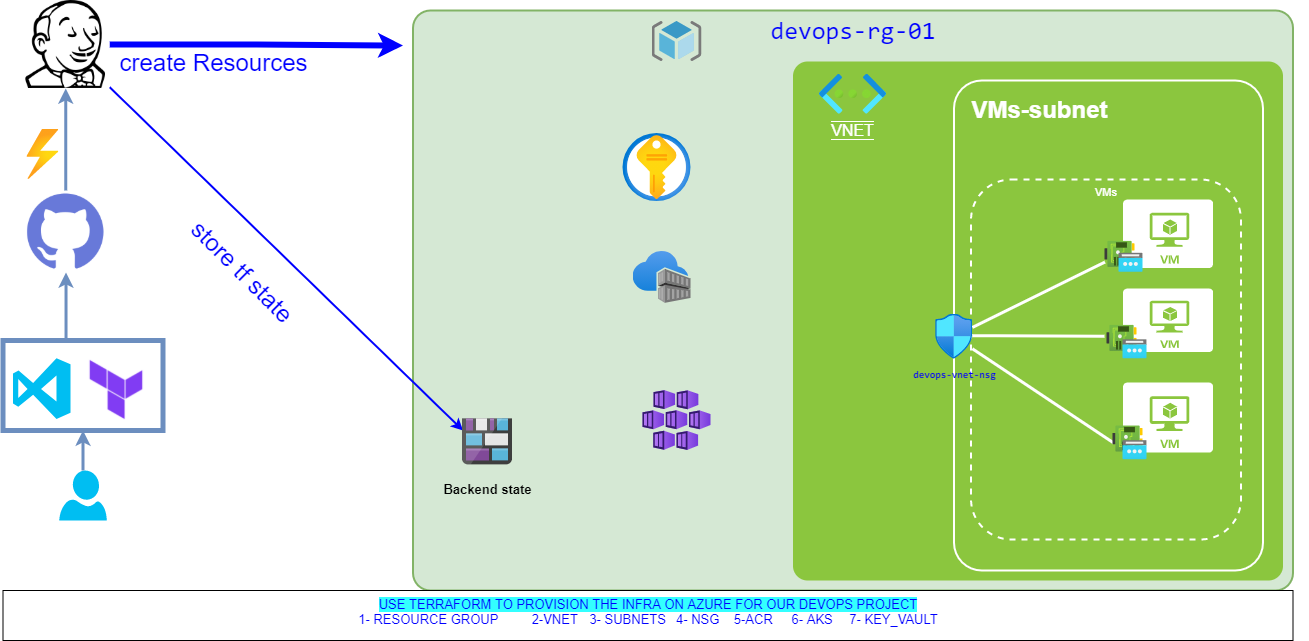 devops-rg-01
create Resources
VNET
VMs-subnet
VMs
VM
store tf state
VM
devops-vnet-nsg
VM
Backend state
USE TERRAFORM TO PROVISION THE INFRA ON AZURE FOR OUR DEVOPS PROJECT
1- RESOURCE GROUP 2-VNET 3- SUBNETS 4- NSG 5-ACR 6- AKS 7- KEY_VAULT